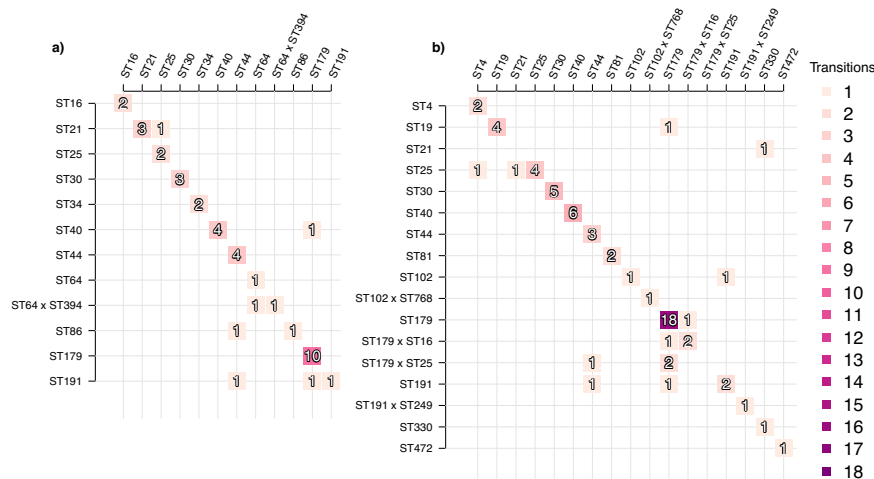 a)
ST16 ST21 ST25 ST30 ST34 ST40 ST44 ST64 ST64 x ST394 ST86 ST179 ST191
ST16 2
ST21 3 1
ST25 2
ST30 3
ST34 2
ST40 4 1
ST44 4
ST64 1
ST64 x ST394 1 1
ST86 1 1
ST179 10
ST191 1 1 1
b)
ST4 ST19 ST21 ST25 ST30 ST40 ST44 ST81 ST102 ST102 x ST768 ST179 ST179 x ST16 ST179 x ST25 ST191 ST191 x ST249 ST330 ST472
ST4 2
ST19 4 1
ST21 1
ST25 1 1 4
ST30 5
ST40 6
ST44 3
ST81 2
ST102 1 1
ST102 x ST768 1
ST179 18 1
ST179 x ST16 1 2
ST179 x ST25 1 2
ST191 1 1 2
ST191 x ST249 1
ST330 1
ST472 1
Transitions
1
2
3
4
5
6
7
8
9
10
11
12
13
14
15
16
17
18